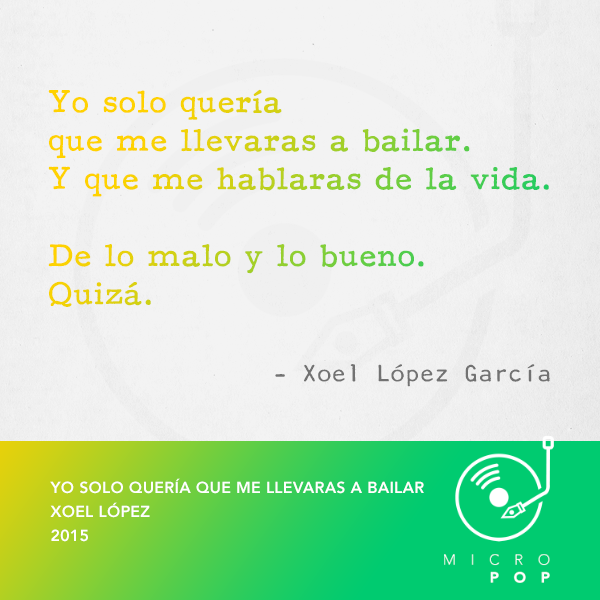 Yo solo quería
que me llevaras a bailar.
Y que me hablaras de la vida.
De lo malo y lo bueno.
Quizá.
– Xoel López García
YO SOLO QUERÍA QUE ME LLEVARAS A BAILAR
XOEL LÓPEZ
2015
MICRO
POP